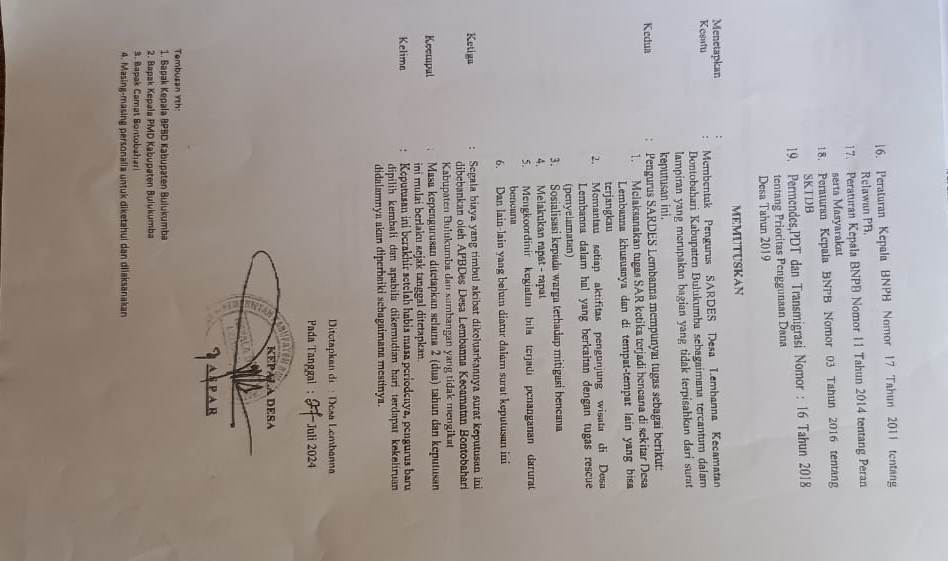 16. Peraturan Kepala BNPB Nomor 17 Tahun 2011 tentang
Relawan PB
17. Peraturan Kepala BNPB Nomor 11 Tahun 2014 tentang Peran
serta Masyarakat
18. Peraturan Kepala BNPB Nomor 03 Tahun 2016 tentang
SKTDB
19. Permendes,PDT dan Transmigrasi Nomor : 16 Tahun 2018
tentang Prioritas Penggunaan Dana
Desa Tahun 2019
MEMUTUSKAN
Menetapkan :
Kesatu : Membentuk Pengurus SARDES Desa Lembanna Kecamatan
Bontobahari Kabupaten Bulukumba sebagaimana tercantum dalam
lampiran yang merupakan bagian yang tidak terpisahkan dari surat
keputusan ini.
Kedua : Pengurus SARDES Lembanna mempunyai tugas sebagai berikut:
1. Melaksanakan tugas SAR ketika terjadi bencana di sekitar Desa
Lembanna khususnya dan di tempat-tempat lain yang bisa
terjangkau
2. Memantau setiap aktifitas pengunjung wisata di Desa
Lembanna dalam hal yang berkaitan dengan tugas rescue
(penyelamatan)
3. Sosialisasi kepada warga terhadap mitigasi bencana
4. Melakukan rapat - rapat
5. Mengkoordinir kegiatan bila terjadi penanganan darurat
bencana
6. Dan lain-lain yang belum diatur dalam surat keputusan ini
Ketiga : Segala biaya yang timbul akibat dikeluarkannya surat keputusan ini
dibebankan oleh APBDes Desa Lembanna Kecamatan Bontobahari
Kabupaten Bulukumba dan sumbangan yang tidak mengikat
Keempat : Masa kepengurusan ditetapkan selama 2 (dua) tahun dan keputusan
ini mulai berlaku sejak tanggal ditetapkan.
Kelima : Keputusan ini berakhir setelah habis masa periodenya, pengurus baru
dipilih kembali dan apabila dikemudian hari terdapat kekeliruan
didalamnya akan diperbaiki sebagaimana mestinya.
Ditetapkan di : Desa Lembanna
Pada Tanggal : Juli 2024
KEPALA DESA
ASPAR
Tembusan Yth:
1. Bapak Kepala BPBD Kabupaten Bulukumba
2. Bapak Kepala PMD Kabupaten Bulukumba
3. Bapak Camat Bontobahari
4. Masing-masing personalia untuk diketahui dan dilaksanakan